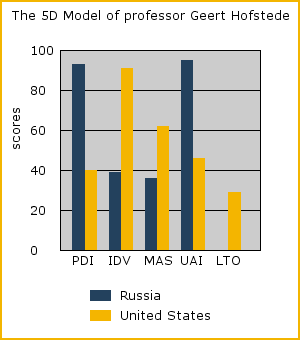 The 5D Model of professor Geert Hofstede
scores
100
80
60
40
20
0
PDI IDV MAS UAI LTO
Russia
United States